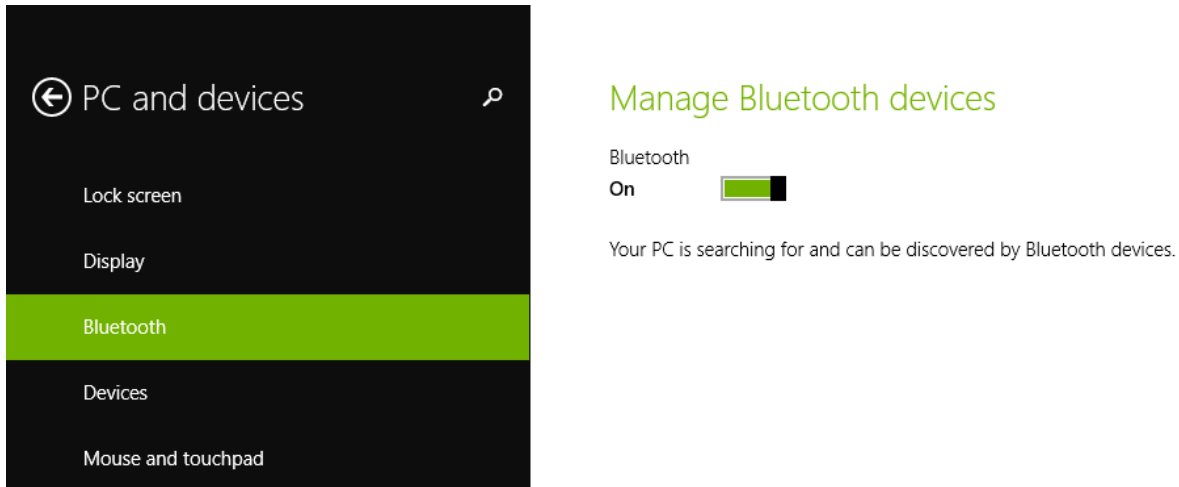 PC and devices
Lock screen
Display
Bluetooth
Devices
Mouse and touchpad
Manage Bluetooth devices
Bluetooth
On
Your PC is searching for and can be discovered by Bluetooth devices.